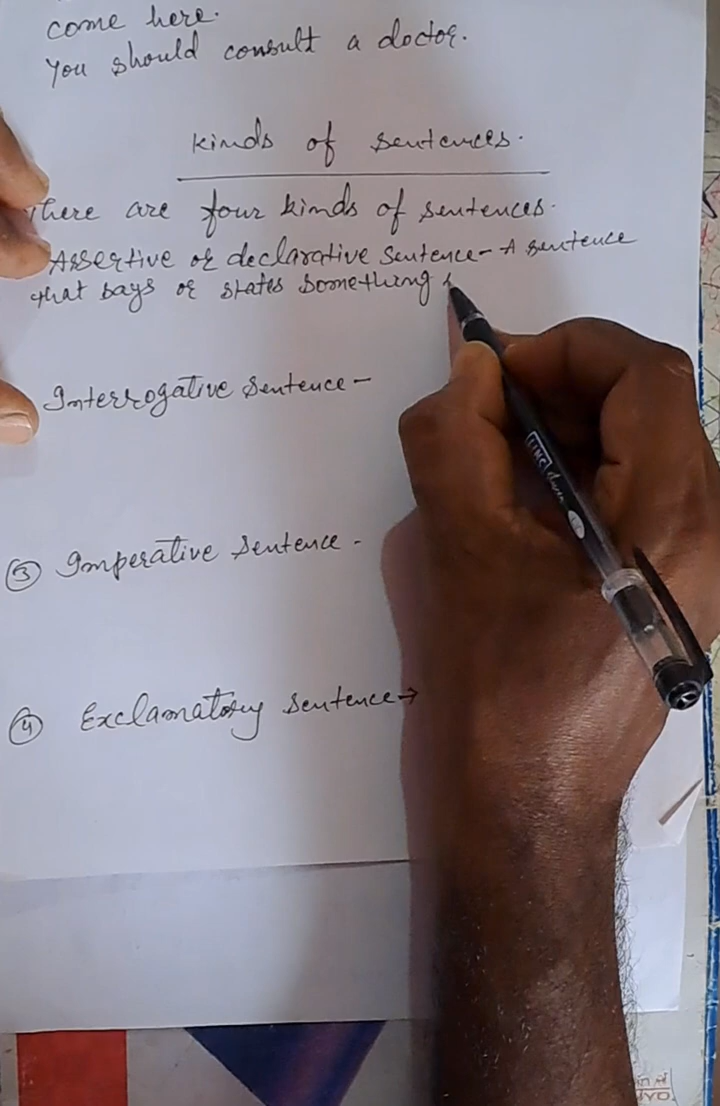 come here.
You should consult a doctor.
Kinds of sentences.
There are four kinds of sentences.
Assertive or declarative sentence - A sentence
that says or states something
Interrogative sentence -
③ Imperative sentence -
④ Exclamatory sentence →